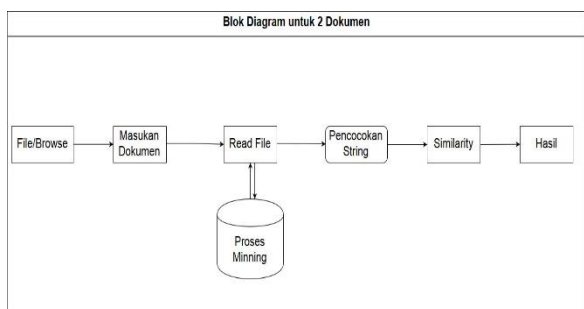 Blok Diagram untuk 2 Dokumen
File/Browse
Masukan
Dokumen
Read File
Pencocokan
String
Similarity
Hasil
Proses
Minning